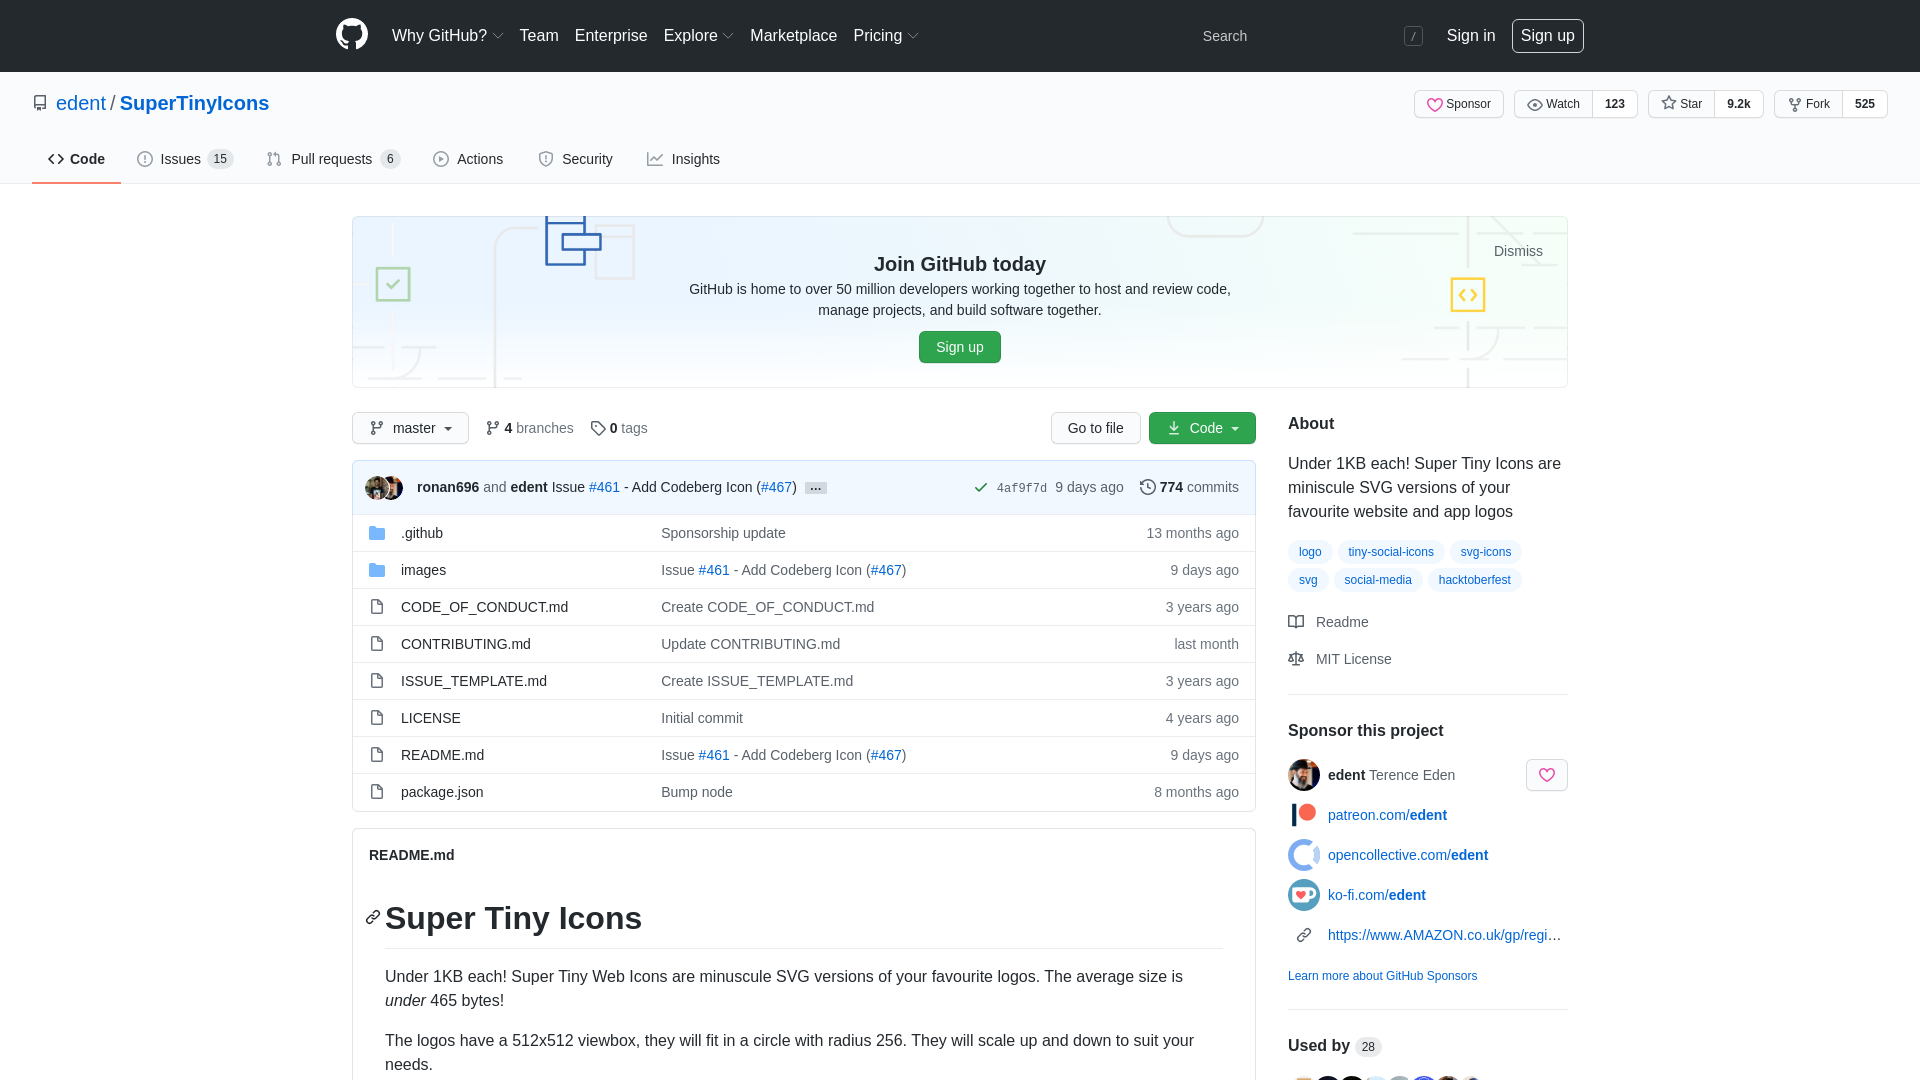 Why GitHub? Team Enterprise Explore Marketplace Pricing Search / Sign in Sign up
edent / SuperTinyIcons Sponsor Watch 123 Star 9.2k Fork 525
Code Issues 15 Pull requests 6 Actions Security Insights
Dismiss
Join GitHub today
GitHub is home to over 50 million developers working together to host and review code,
manage projects, and build software together.
Sign up
master 4 branches 0 tags Go to file Code
ronan696 and edent Issue #461 - Add Codeberg Icon (#467) … 4af9f7d 9 days ago 774 commits
.github Sponsorship update 13 months ago
images Issue #461 - Add Codeberg Icon (#467) 9 days ago
CODE_OF_CONDUCT.md Create CODE_OF_CONDUCT.md 3 years ago
CONTRIBUTING.md Update CONTRIBUTING.md last month
ISSUE_TEMPLATE.md Create ISSUE_TEMPLATE.md 3 years ago
LICENSE Initial commit 4 years ago
README.md Issue #461 - Add Codeberg Icon (#467) 9 days ago
package.json Bump node 8 months ago
README.md
Super Tiny Icons
Under 1KB each! Super Tiny Web Icons are minuscule SVG versions of your favourite logos. The average size is
under 465 bytes!
The logos have a 512x512 viewbox, they will fit in a circle with radius 256. They will scale up and down to suit your
needs.
About
Under 1KB each! Super Tiny Icons are
miniscule SVG versions of your
favourite website and app logos
logo tiny-social-icons svg-icons
svg social-media hacktoberfest
Readme
MIT License
Sponsor this project
edent Terence Eden
patreon.com/edent
opencollective.com/edent
ko-fi.com/edent
https://www.AMAZON.co.uk/gp/regi…
Learn more about GitHub Sponsors
Used by 28